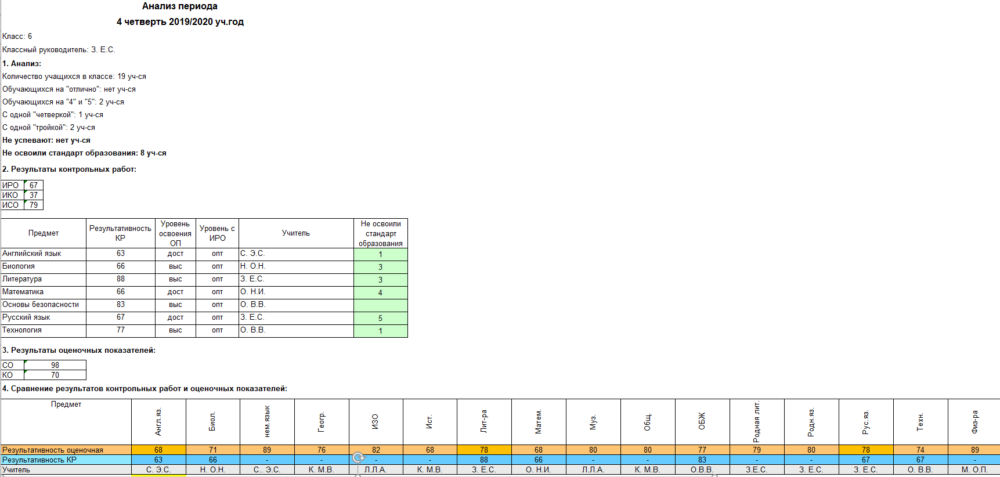 Анализ периода
4 четверть 2019/2020 уч.год
Класс: 6
Классный руководитель: З. Е.С.
1. Анализ:
Количество учащихся в классе: 19 уч-ся
Обучающихся на "отлично": нет уч-ся
Обучающихся на "4" и "5": 2 уч-ся
С одной "четверкой": 1 уч-ся
С одной "тройкой": 2 уч-ся
Не успевают: нет уч-ся
Не освоили стандарт образования: 8 уч-ся
2. Результаты контрольных работ:
ИРО 67
ИКО 37
ИСО 79
Предмет Результативность КР Уровень освоения ОП Уровень с ИРО Учитель Не освоили стандарт образования
Английский язык 63 дост опт С. Э.С. 1
Биология 66 выс опт Н. О.Н. 3
Литература 88 выс опт З. Е.С. 3
Математика 66 дост опт О. Н.И. 4
Основы безопасности 83 выс опт О. В.В.
Русский язык 67 дост опт З. Е.С. 5
Технология 77 выс опт О. В.В. 1
3. Результаты оценочных показателей:
СО 98
КО 70
4. Сравнение результатов контрольных работ и оценочных показателей:
Предмет Англ.яз. Биол. нем.язык Геогр. ИЗО Ист. Лит-ра Матем. Муз. Общ. ОБЖ Родная лит. Родн.яз. Рус.яз. Техн. Физ-ра
Результативность оценочная 68 71 89 76 82 68 78 68 80 80 77 79 80 78 74 89
Результативность КР 63 66 - - - - 88 66 - - 83 - - 67 67 -
Учитель С. Э.С. Н. О.Н. С.. Э.С. К. М.В. Л.Л.А. К. М.В. З. Е.С. О. Н.И. Л.Л.А. К. М.В. О.В.В. З.Е.С. З. Е.С. З. Е.С. О. В.В. М. О.П.